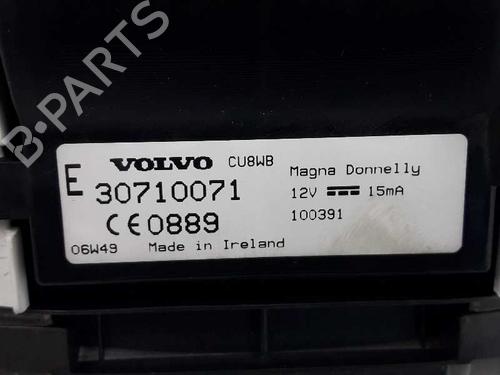 B-PARTS
E VOLVO CU8WB
30710071
CE0889
06W49 Made in Ireland
Magna Donnelly
12V 15mA
100391